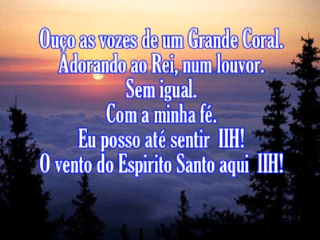 Ouço as vozes de um Grande Coral.
Adorando ao Rei, num louvor.
Sem igual.
Com a minha fé.
Eu posso até sentir IIH!
O vento do Espirito Santo aqui IIH!